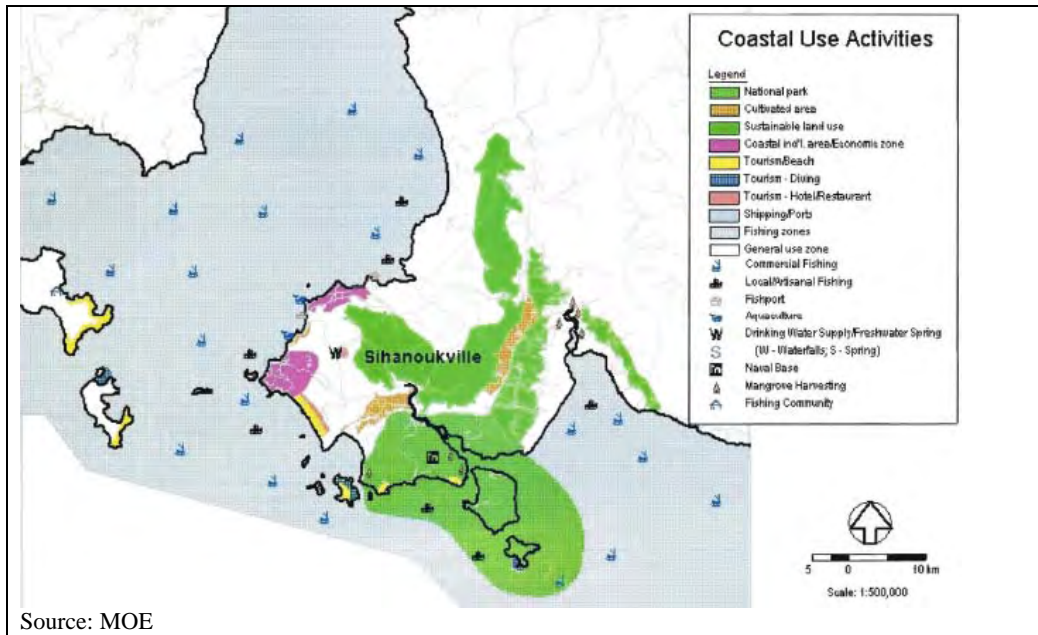 Coastal Use Activities
Legend
National park
Cultivated area
Sustainable land use
Coastal ind'l. area/Economic zone
Tourism/Beach
Tourism - Diving
Tourism - Hotel/Restaurant
Shipping/Ports
Fishing zones
General use zone
Commercial Fishing
Local/Artisanal Fishing
Fishport
Aquaculture
W Drinking Water Supply/Freshwater Spring
S (W - Waterfalls; S - Spring)
Naval Base
Mangrove Harvesting
Fishing Community
W
Sihanoukville
5 0 10 km
Scale: 1:500,000
Source: MOE